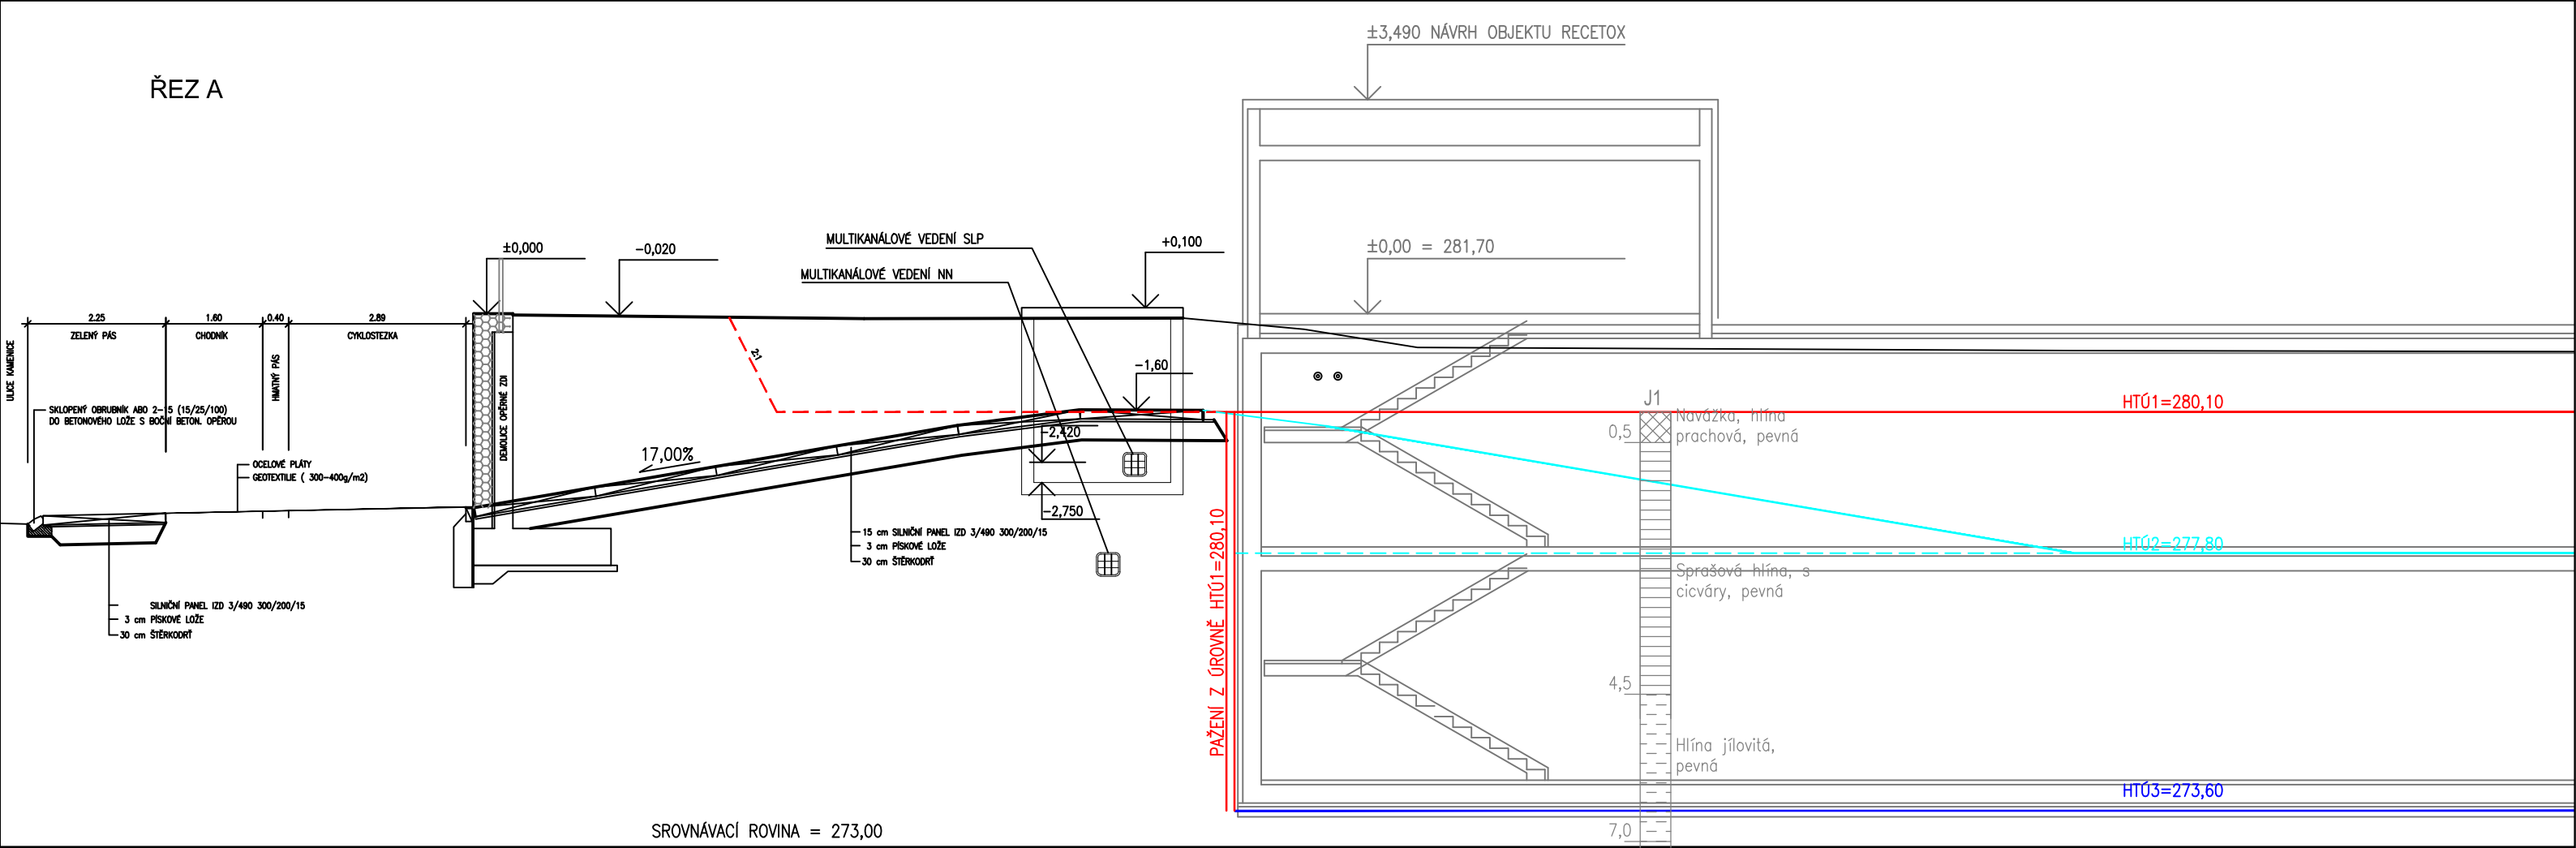 ŘEZ A
±3,490 NÁVRH OBJEKTU RECETOX
±0,000
-0,020
MULTIKANÁLOVÉ VEDENÍ SLP
MULTIKANÁLOVÉ VEDENÍ NN
+0,100
±0,00 = 281,70
2.25
1.60
0.40
2.89
ZELENÝ PÁS
CHODNÍK
HMATNÝ PÁS
CYKLOSTEZKA
ULICE KAMENICE
2:1
-1,60
DEMOLICE OPĚRNÉ ZDI
SKLOPENÝ OBRUBNÍK ABO 2-15 (15/25/100)
DO BETONOVÉHO LOŽE S BOČNÍ BETON. OPĚROU
J1
HTÚ1=280,10
Navážka, hlína
prachová, pevná
0,5
-2,420
17,00%
OCELOVÉ PLÁTY
GEOTEXTILIE ( 300-400g/m2)
-2,750
15 cm SILNIČNÍ PANEL IZD 3/490 300/200/15
3 cm PÍSKOVÉ LOŽE
30 cm ŠTĚRKODRŤ
PAŽENÍ Z ÚROVNĚ HTÚ1=280,10
HTÚ2=277,80
Sprašová hlína, s
cicváry, pevná
SILNIČNÍ PANEL IZD 3/490 300/200/15
3 cm PÍSKOVÉ LOŽE
30 cm ŠTĚRKODRŤ
4,5
Hlína jílovitá,
pevná
HTÚ3=273,60
SROVNÁVACÍ ROVINA = 273,00
7,0